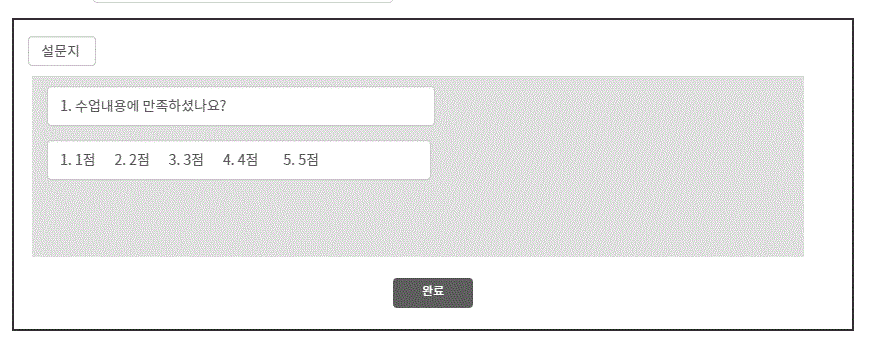 설문지
1. 수업내용에 만족하셨나요?
1. 1점 2. 2점 3. 3점 4. 4점 5. 5점
완료